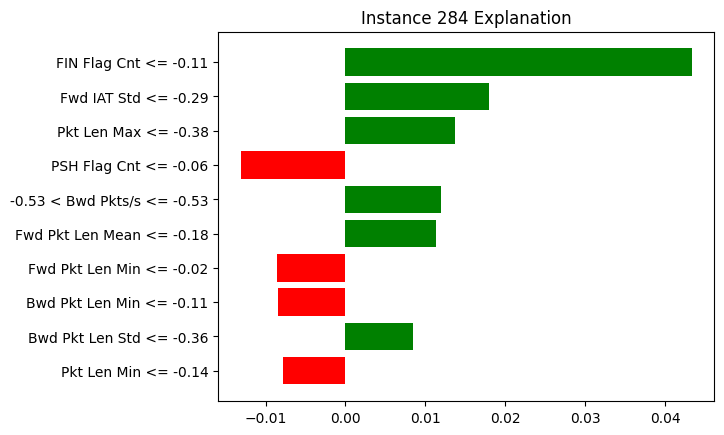 Instance 284 Explanation
FIN Flag Cnt <= -0.11
Fwd IAT Std <= -0.29
Pkt Len Max <= -0.38
PSH Flag Cnt <= -0.06
-0.53 < Bwd Pkts/s <= -0.53
Fwd Pkt Len Mean <= -0.18
Fwd Pkt Len Min <= -0.02
Bwd Pkt Len Min <= -0.11
Bwd Pkt Len Std <= -0.36
Pkt Len Min <= -0.14
−0.01 0.00 0.01 0.02 0.03 0.04